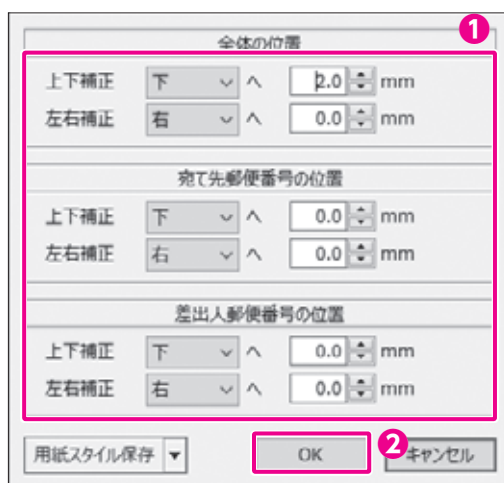 1
全体の位置
上下補正 下 へ 2.0 mm
左右補正 右 へ 0.0 mm
宛て先郵便番号の位置
上下補正 下 へ 0.0 mm
左右補正 右 へ 0.0 mm
差出人郵便番号の位置
上下補正 下 へ 0.0 mm
左右補正 右 へ 0.0 mm
用紙スタイル保存 OK 2 キャンセル